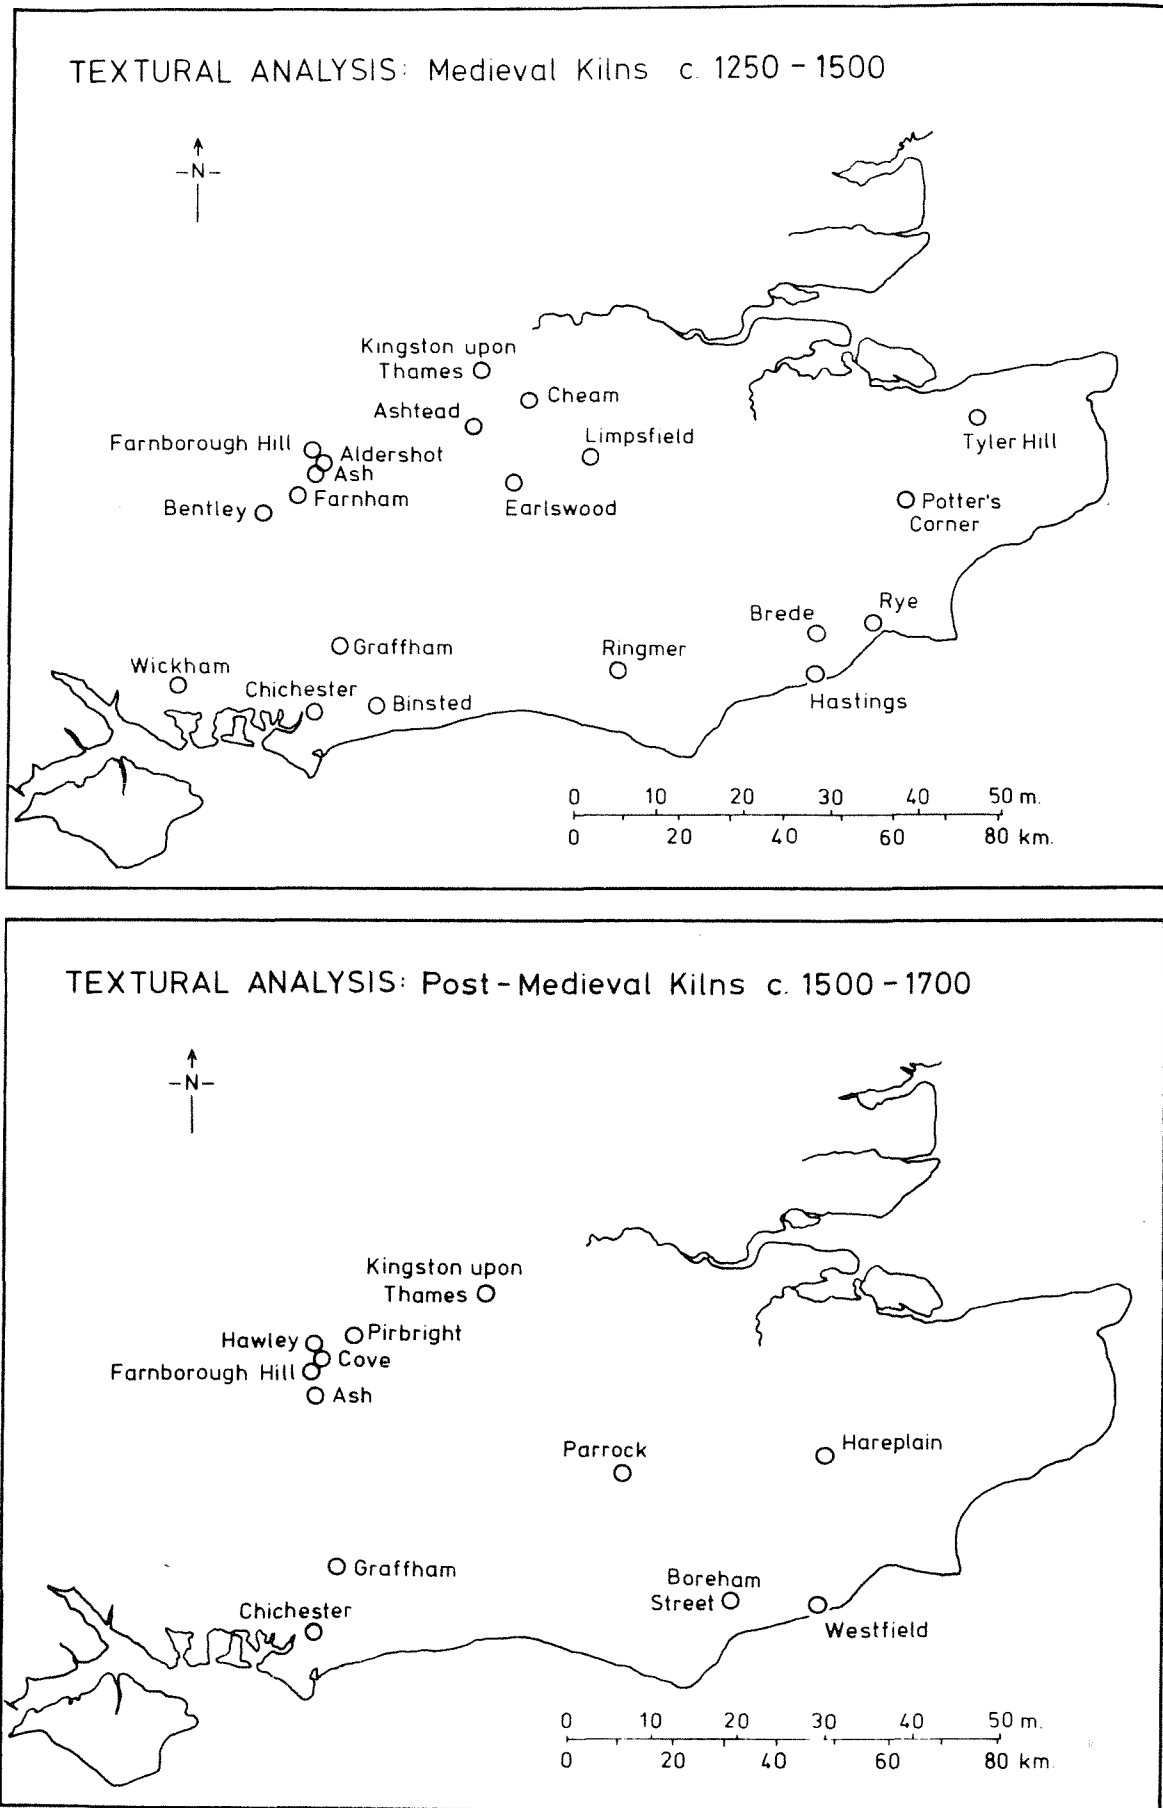 TEXTURAL ANALYSIS: Medieval Kilns c. 1250 - 1500
-N-
Kingston upon
Thames
Cheam
Ashtead
Limpsfield
Farnborough Hill
Aldershot
Ash
Tyler Hill
Earlswood
Farnham
Bentley
Potter's
Corner
Rye
Brede
Graffham
Ringmer
Wickham
Chichester
Binsted
Hastings
0 10 20 30 40 50 m.
0 20 40 60 80 km.
TEXTURAL ANALYSIS: Post-Medieval Kilns c. 1500 - 1700
-N-
Kingston upon
Thames
Pirbright
Hawley
Cove
Farnborough Hill
Ash
Parrock
Hareplain
Graffham
Boreham
Street
Chichester
Westfield
0 10 20 30 40 50 m.
0 20 40 60 80 km.